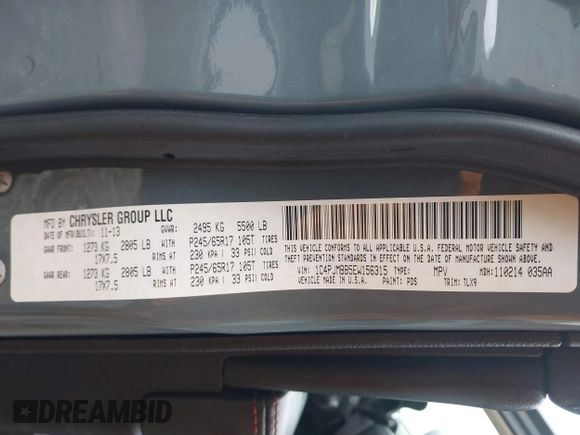 MFD BY CHRYSLER GROUP LLC
DATE OF MFR(BUILT): 11-13 GVWR: 2495 KG 5500 LB
GAWR FRONT: 1273 KG 2805 LB WITH P245/65R17 105T TIRES
17X7.5 RIMS AT 230 KPA ( 33 PSI) COLD
GAWR REAR: 1273 KG 2805 LB WITH P245/65R17 105T TIRES
17X7.5 RIMS AT 230 KPA ( 33 PSI) COLD
THIS VEHICLE CONFORMS TO ALL APPLICABLE U.S.A. FEDERAL MOTOR VEHICLE SAFETY, BUMPER
AND THEFT PREVENTION STANDARDS IN EFFECT ON THE DATE OF MANUFACTURE SHOWN ABOVE.
VIN: 1C4PJMBB5EW156315 TYPE: MPV MDH: 110214 035AA
VEHICLE MADE IN U.S.A. PAINT: PDS TRIM: TLX9
DREAMBID